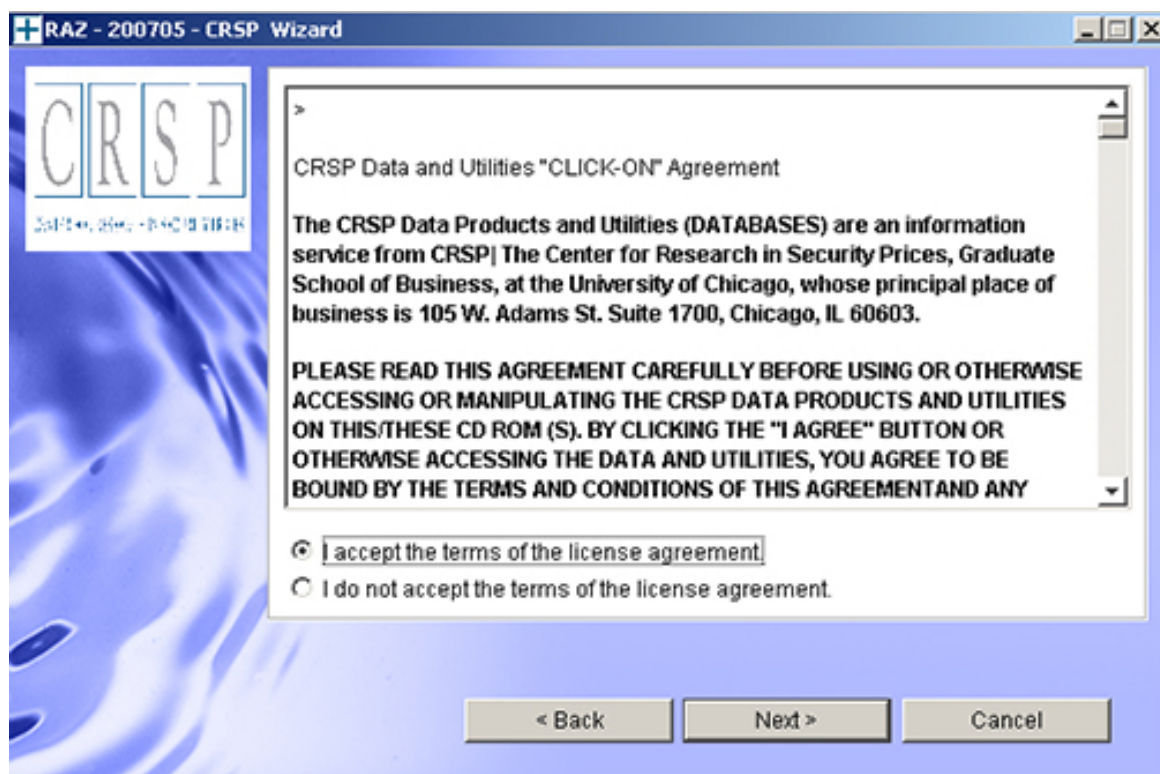 RAZ - 200705 - CRSP Wizard
CRSP
>
CRSP Data and Utilities "CLICK-ON" Agreement
The CRSP Data Products and Utilities (DATABASES) are an information
service from CRSP| The Center for Research in Security Prices, Graduate
School of Business, at the University of Chicago, whose principal place of
business is 105 W. Adams St. Suite 1700, Chicago, IL 60603.
PLEASE READ THIS AGREEMENT CAREFULLY BEFORE USING OR OTHERWISE
ACCESSING OR MANIPULATING THE CRSP DATA PRODUCTS AND UTILITIES
ON THIS/THESE CD ROM (S). BY CLICKING THE "I AGREE" BUTTON OR
OTHERWISE ACCESSING THE DATA AND UTILITIES, YOU AGREE TO BE
BOUND BY THE TERMS AND CONDITIONS OF THIS AGREEMENTAND ANY
I accept the terms of the license agreement.
I do not accept the terms of the license agreement.
< Back Next > Cancel